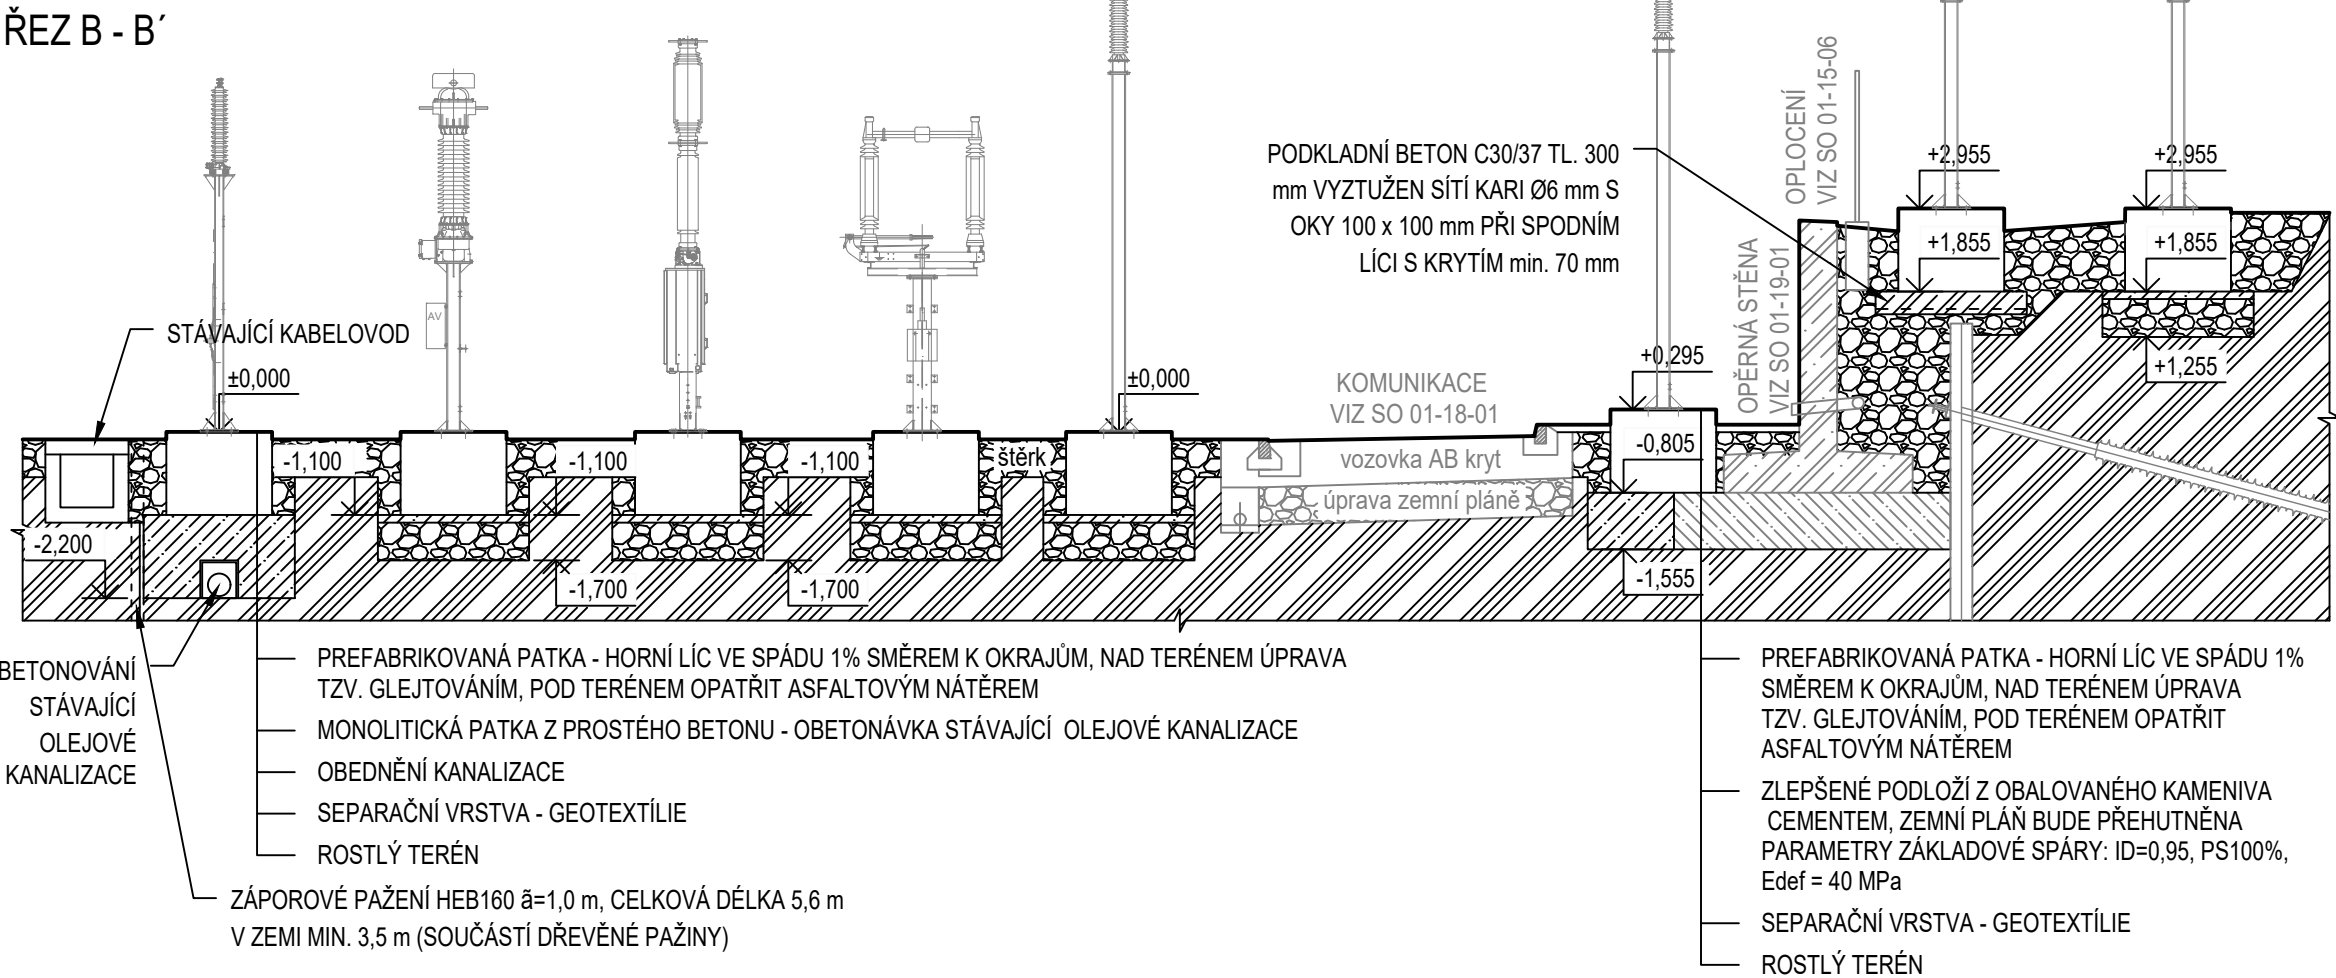 ŘEZ B - B´
OPLOCENÍ
VIZ SO 01-15-06
PODKLADNÍ BETON C30/37 TL. 300
mm VYZTUŽEN SÍTÍ KARI Ø6 mm S
OKY 100 x 100 mm PŘI SPODNÍM
LÍCI S KRYTÍM min. 70 mm
+2,955
+2,955
+1,855
+1,855
OPĚRNÁ STĚNA
VIZ SO 01-19-01
AV
STÁVAJÍCÍ KABELOVOD
±0,000
±0,000
KOMUNIKACE
VIZ SO 01-18-01
+0,295
+1,255
-1,100
-1,100
-1,100
štěrk
vozovka AB kryt
-0,805
úprava zemní pláně
-2,200
-1,700
-1,700
-1,555
BETONOVÁNÍ
STÁVAJÍCÍ
OLEJOVÉ
KANALIZACE
PREFABRIKOVANÁ PATKA - HORNÍ LÍC VE SPÁDU 1% SMĚREM K OKRAJŮM, NAD TERÉNEM ÚPRAVA
TZV. GLEJTOVÁNÍM, POD TERÉNEM OPATŘIT ASFALTOVÝM NÁTĚREM
MONOLITICKÁ PATKA Z PROSTÉHO BETONU - OBETONÁVKA STÁVAJÍCÍ  OLEJOVÉ KANALIZACE
OBEDNĚNÍ KANALIZACE
SEPARAČNÍ VRSTVA - GEOTEXTÍLIE
ROSTLÝ TERÉN
ZÁPOROVÉ PAŽENÍ HEB160 ã=1,0 m, CELKOVÁ DÉLKA 5,6 m
V ZEMI MIN. 3,5 m (SOUČÁSTÍ DŘEVĚNÉ PAŽINY)
PREFABRIKOVANÁ PATKA - HORNÍ LÍC VE SPÁDU 1%
SMĚREM K OKRAJŮM, NAD TERÉNEM ÚPRAVA
TZV. GLEJTOVÁNÍM, POD TERÉNEM OPATŘIT
ASFALTOVÝM NÁTĚREM
ZLEPŠENÉ PODLOŽÍ Z OBALOVANÉHO KAMENIVA
CEMENTEM, ZEMNÍ PLÁŇ BUDE PŘEHUTNĚNA
PARAMETRY ZÁKLADOVÉ SPÁRY: ID=0,95, PS100%,
Edef = 40 MPa
SEPARAČNÍ VRSTVA - GEOTEXTÍLIE
ROSTLÝ TERÉN